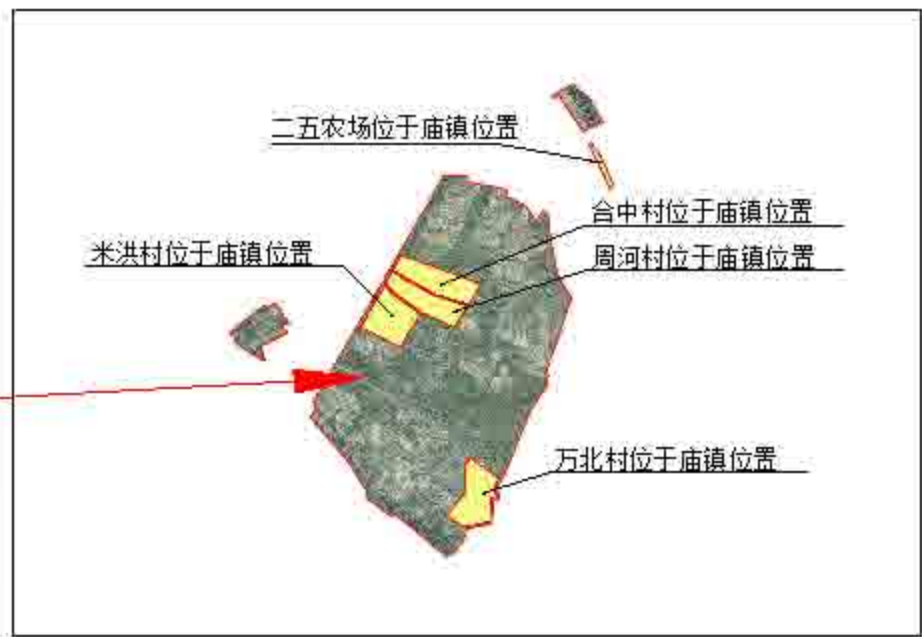 二五农场位于庙镇位置
合中村位于庙镇位置
米洪村位于庙镇位置
周河村位于庙镇位置
万北村位于庙镇位置